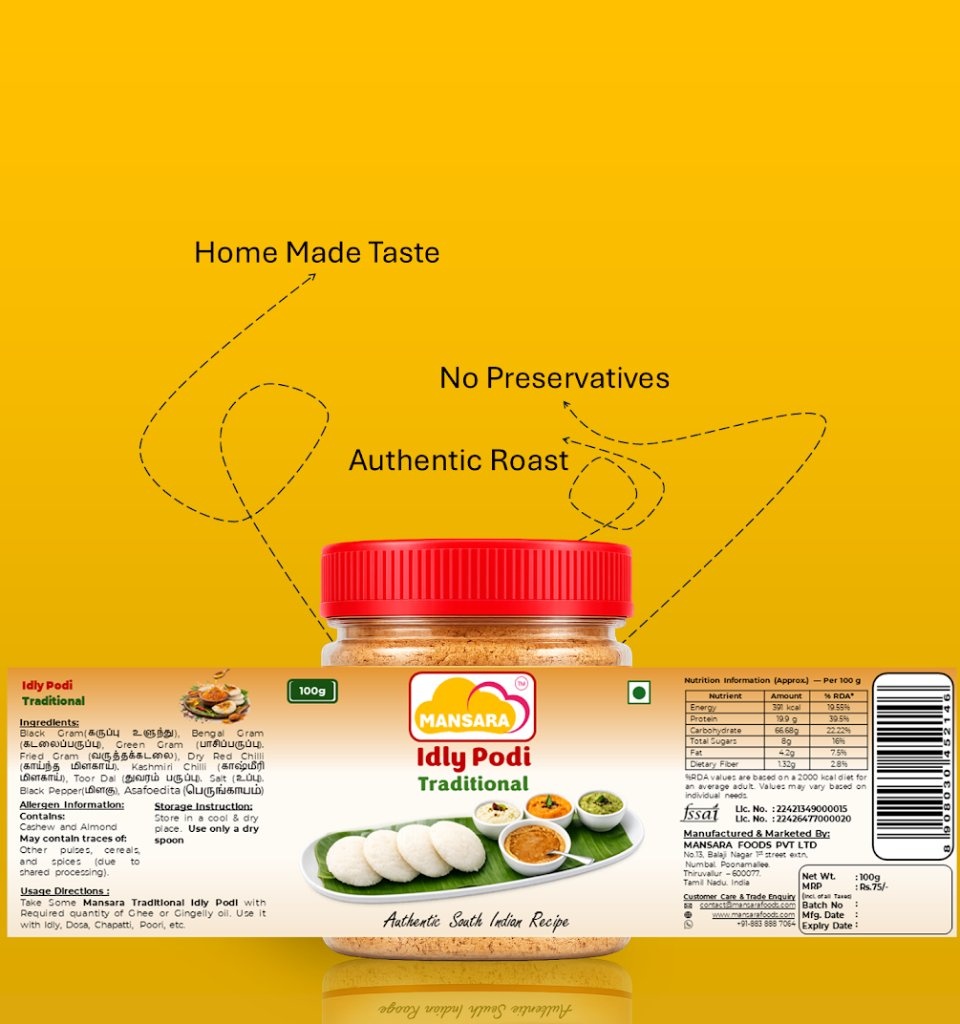 Home Made Taste
No Preservatives
Authentic Roast
Idly Podi
Traditional
Ingredients:
Black Gram(கருப்பு உளுந்து), Bengal Gram
(கடலைப்பருப்பு), Green Gram (பாசிப்பருப்பு),
Fried Gram (வருத்தக்கடலை), Dry Red Chilli
(காய்ந்த மிளகாய்), Kashmiri Chilli (காஷ்மீரி
மிளகாய்), Toor Dal (துவரம் பருப்பு), Salt (உப்பு),
Black Pepper(மிளகு), Asafoedita (பெருங்காயம்)
Allergen Information:
Contains:
Cashew and Almond
May contain traces of:
Other pulses, cereals,
and spices (due to
shared processing).
Storage Instruction:
Store in a cool & dry
place. Use only a dry
spoon
Usage Directions :
Take Some Mansara Traditional Idly Podi with
Required quantity of Ghee or Gingelly oil. Use it
with Idly, Dosa, Chapatti, Poori, etc.
100g
MANSARA
TM
Idly Podi
Traditional
Authentic South Indian Recipe
Nutrition Information (Approx.) — Per 100 g
Nutrient Amount % RDA*
Energy 391 kcal 19.55%
Protein 19.9 g 39.5%
Carbohydrate 66.68g 22.22%
Total Sugars 8g 16%
Fat 4.2g 7.5%
Dietary Fiber 1.32g 2.8%
%RDA values are based on a 2000 kcal diet for
an average adult. Values may vary based on
individual needs.
fssai
Lic. No. : 22421349000015
Lic. No. : 22426477000020
Manufactured & Marketed By:
MANSARA FOODS PVT LTD
No.13, Balaji Nagar 1st street extn,
Numbal, Poonamallee,
Thiruvallur – 600077.
Tamil Nadu. India
Customer Care & Trade Enquiry
contact@mansarafoods.com
www.mansarafoods.com
+91-883 888 7064
8 908030 452146
Net Wt. : 100g
MRP : Rs.75/-
(Incl. of all Taxes)
Batch No :
Mfg. Date :
Expiry Date :